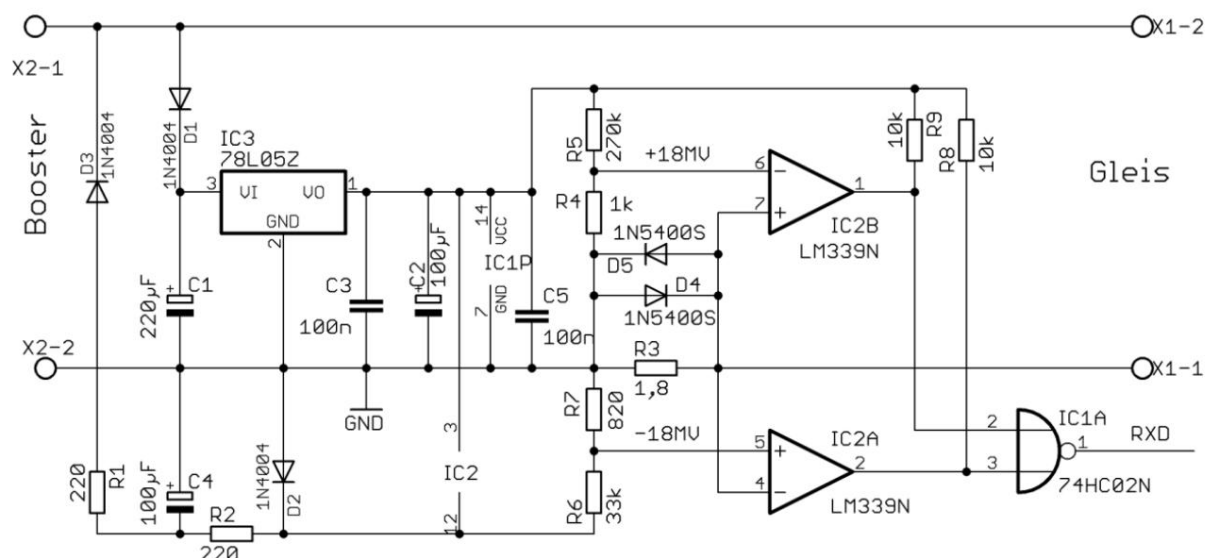 X1-2
X2-1
Booster
D3
1N4004
1N4004
D1
IC3
78L05Z
3
VI
VO
1
GND
2
R5
270k
+18MV
R4
1k
1N5400S
D5
D4
1N5400S
6
-
7
+
1
IC2B
LM339N
10k
R9
R8
10k
Gleis
220µF
+
C1
C3
100n
C2
+
100µF
14
VCC
IC1P
7
GND
C5
100n
X2-2
GND
R3
1,8
X1-1
R7
820
-18MV
3
IC2
12
R6
33k
5
+
4
-
2
IC2A
LM339N
2
3
IC1A
1
RXD
74HC02N
220
R1
100µF
+
C4
R2
220
1N4004
D2